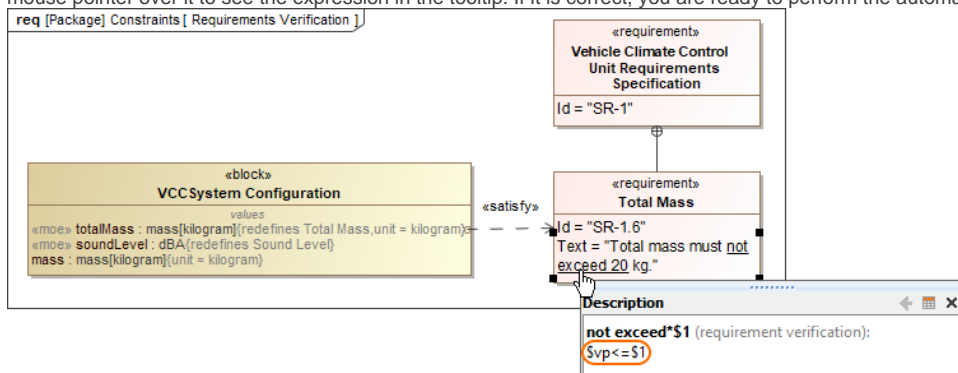 mouse pointer over it to see the expression in the tooltip. If it is correct, you are ready to perform the automa
req [Package] Constraints [ Requirements Verification ]
«requirement»
Vehicle Climate Control
Unit Requirements
Specification
Id = "SR-1"
«block»
VCCSystem Configuration
values
«moe» totalMass : mass[kilogram]{redefines Total Mass,unit = kilogram}
«moe» soundLevel : dBA{redefines Sound Level}
mass : mass[kilogram]{unit = kilogram}
«satisfy»
«requirement»
Total Mass
Id = "SR-1.6"
Text = "Total mass must not
exceed 20 kg."
Description
not exceed*$1 (requirement verification):
$vp<=$1